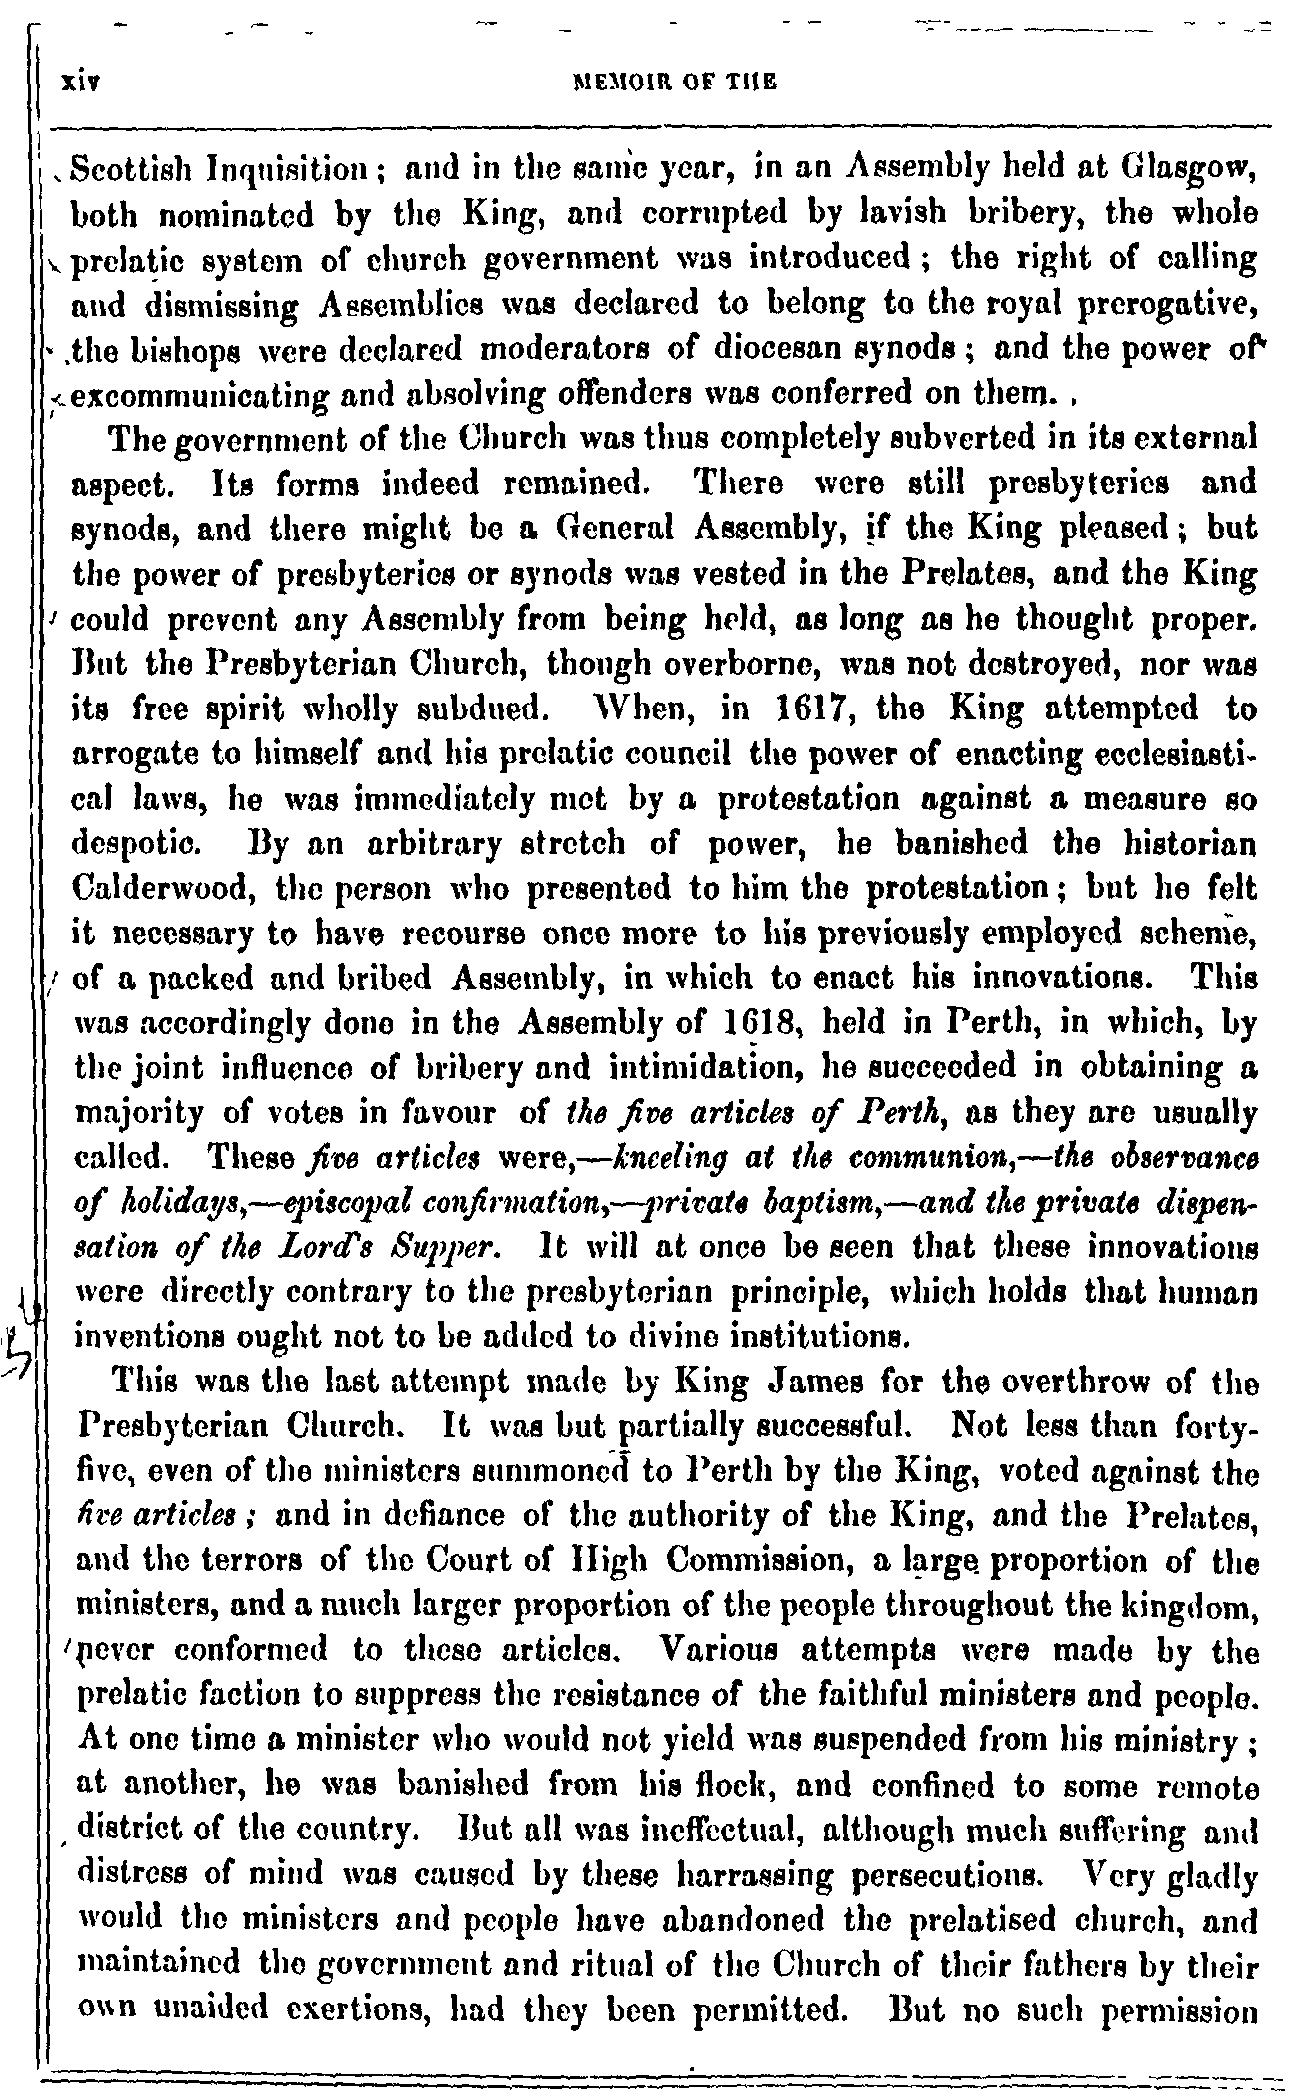 xiv MEMOIR OF THE
Scottish Inquisition; and in the same year, in an Assembly held at Glasgow,
both nominated by the King, and corrupted by lavish bribery, the whole
prelatic system of church government was introduced; the right of calling
and dismissing Assemblies was declared to belong to the royal prerogative,
the bishops were declared moderators of diocesan synods; and the power of
excommunicating and absolving offenders was conferred on them.
The government of the Church was thus completely subverted in its external
aspect. Its forms indeed remained. There were still presbyteries and
synods, and there might be a General Assembly, if the King pleased; but
the power of presbyteries or synods was vested in the Prelates, and the King
could prevent any Assembly from being held, as long as he thought proper.
But the Presbyterian Church, though overborne, was not destroyed, nor was
its free spirit wholly subdued. When, in 1617, the King attempted to
arrogate to himself and his prelatic council the power of enacting ecclesiasti-
cal laws, he was immediately met by a protestation against a measure so
despotic. By an arbitrary stretch of power, he banished the historian
Calderwood, the person who presented to him the protestation; but he felt
it necessary to have recourse once more to his previously employed scheme,
of a packed and bribed Assembly, in which to enact his innovations. This
was accordingly done in the Assembly of 1618, held in Perth, in which, by
the joint influence of bribery and intimidation, he succeeded in obtaining a
majority of votes in favour of the five articles of Perth, as they are usually
called. These five articles were,—kneeling at the communion,—the observance
of holidays,—episcopal confirmation,—private baptism,—and the private dispen-
sation of the Lord's Supper. It will at once be seen that these innovations
were directly contrary to the presbyterian principle, which holds that human
inventions ought not to be added to divine institutions.
This was the last attempt made by King James for the overthrow of the
Presbyterian Church. It was but partially successful. Not less than forty-
five, even of the ministers summoned to Perth by the King, voted against the
five articles; and in defiance of the authority of the King, and the Prelates,
and the terrors of the Court of High Commission, a large proportion of the
ministers, and a much larger proportion of the people throughout the kingdom,
never conformed to these articles. Various attempts were made by the
prelatic faction to suppress the resistance of the faithful ministers and people.
At one time a minister who would not yield was suspended from his ministry;
at another, he was banished from his flock, and confined to some remote
district of the country. But all was ineffectual, although much suffering and
distress of mind was caused by these harrassing persecutions. Very gladly
would the ministers and people have abandoned the prelatised church, and
maintained the government and ritual of the Church of their fathers by their
own unaided exertions, had they been permitted. But no such permission